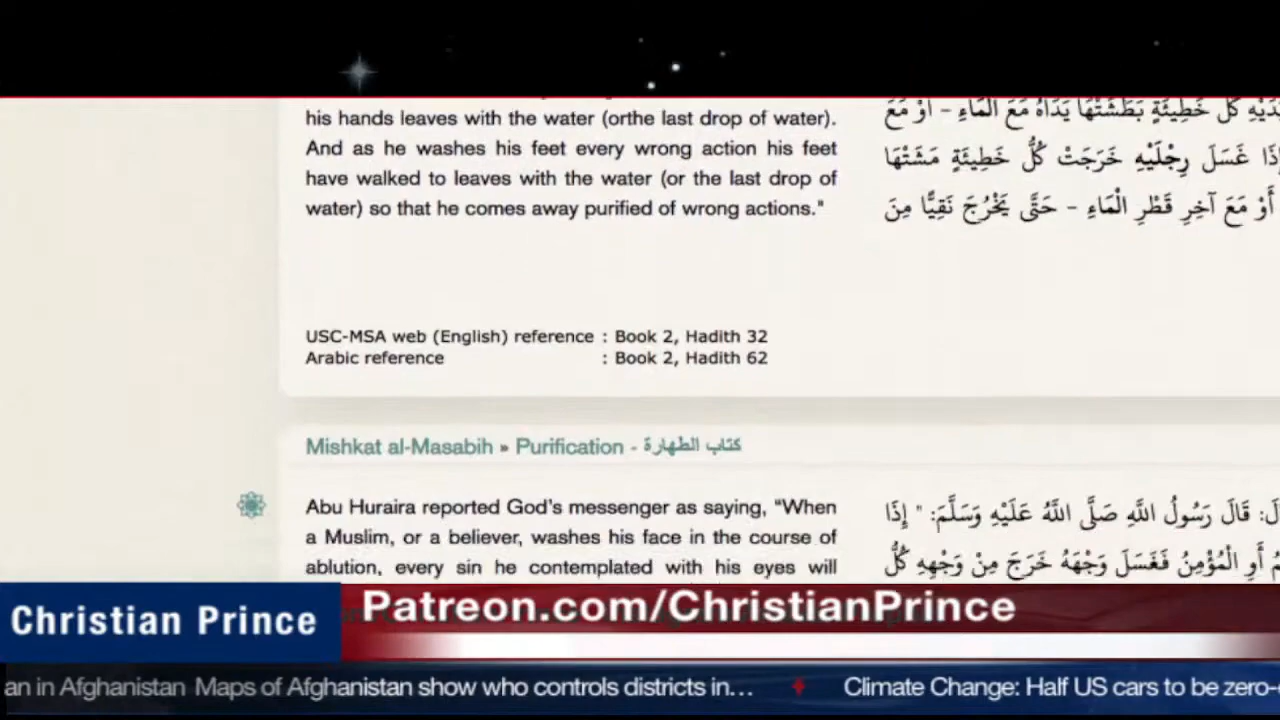 his hands leaves with the water (orthe last drop of water).
And as he washes his feet every wrong action his feet
have walked to leaves with the water (or the last drop of
water) so that he comes away purified of wrong actions."
يَدَيْهِ كُلُّ خَطِيئَةٍ بَطَشَتْهَا يَدَاهُ مَعَ الْمَاءِ - أَوْ مَعَ
إِذَا غَسَلَ رِجْلَيْهِ خَرَجَتْ كُلُّ خَطِيئَةٍ مَشَتْهَا
أَوْ مَعَ آخِرِ قَطْرِ الْمَاءِ - حَتَّى يَخْرُجَ نَقِيًّا مِنَ
USC-MSA web (English) reference : Book 2, Hadith 32
Arabic reference : Book 2, Hadith 62
Mishkat al-Masabih » Purification - كتاب الطهارة
Abu Huraira reported God's messenger as saying, "When
a Muslim, or a believer, washes his face in the course of
ablution, every sin he contemplated with his eyes will
قَالَ رَسُولُ اللَّهِ صَلَّى اللَّهُ عَلَيْهِ وَسَلَّمَ: " إِذَا
أَوِ الْمُؤْمِنُ فَغَسَلَ وَجْهَهُ خَرَجَ مِنْ وَجْهِهِ كُلُّ
Christian Prince
Patreon.com/ChristianPrince
an in Afghanistan Maps of Afghanistan show who controls districts in... Climate Change: Half US cars to be zero-